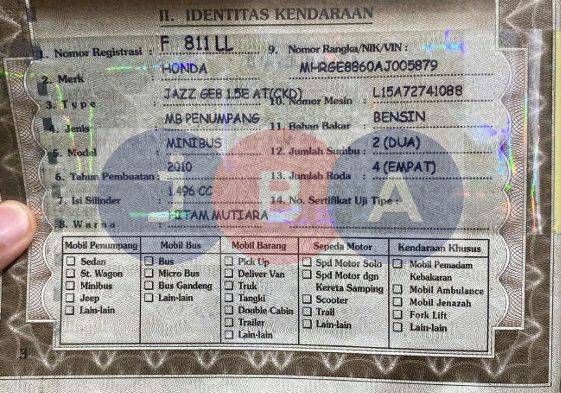 II. IDENTITAS KENDARAAN
1. Nomor Registrasi : F 811 LL
2. Merk : HONDA
3. Type : JAZZ GE8 1.5E AT(CKD)
4. Jenis : MB PENUMPANG
5. Model : MINIBUS
6. Tahun Pembuatan : 2010
7. Isi Silinder : 1496 CC
8. Warna : HITAM MUTIARA
9. Nomor Rangka/NIK/VIN :
MHRGE8860AJ005879
10. Nomor Mesin : L15A72741088
11. Bahan Bakar : BENSIN
12. Jumlah Sumbu : 2 (DUA)
13. Jumlah Roda : 4 (EMPAT)
14. No. Sertifikat Uji Tipe :
JBA
Mobil Penumpang
Sedan
St. Wagon
Minibus
Jeep
Lain-lain
Mobil Bus
Bus
Micro Bus
Bus Gandeng
Lain-lain
Mobil Barang
Pick Up
Deliver Van
Truk
Tangki
Double Cabin
Trailer
Lain-lain
Sepeda Motor
Spd Motor Solo
Spd Motor dgn
Kereta Samping
Scooter
Trail
Lain-lain
Kendaraan Khusus
Mobil Pemadam
Kebakaran
Mobil Ambulance
Mobil Jenazah
Fork Lift
Lain-lain
3